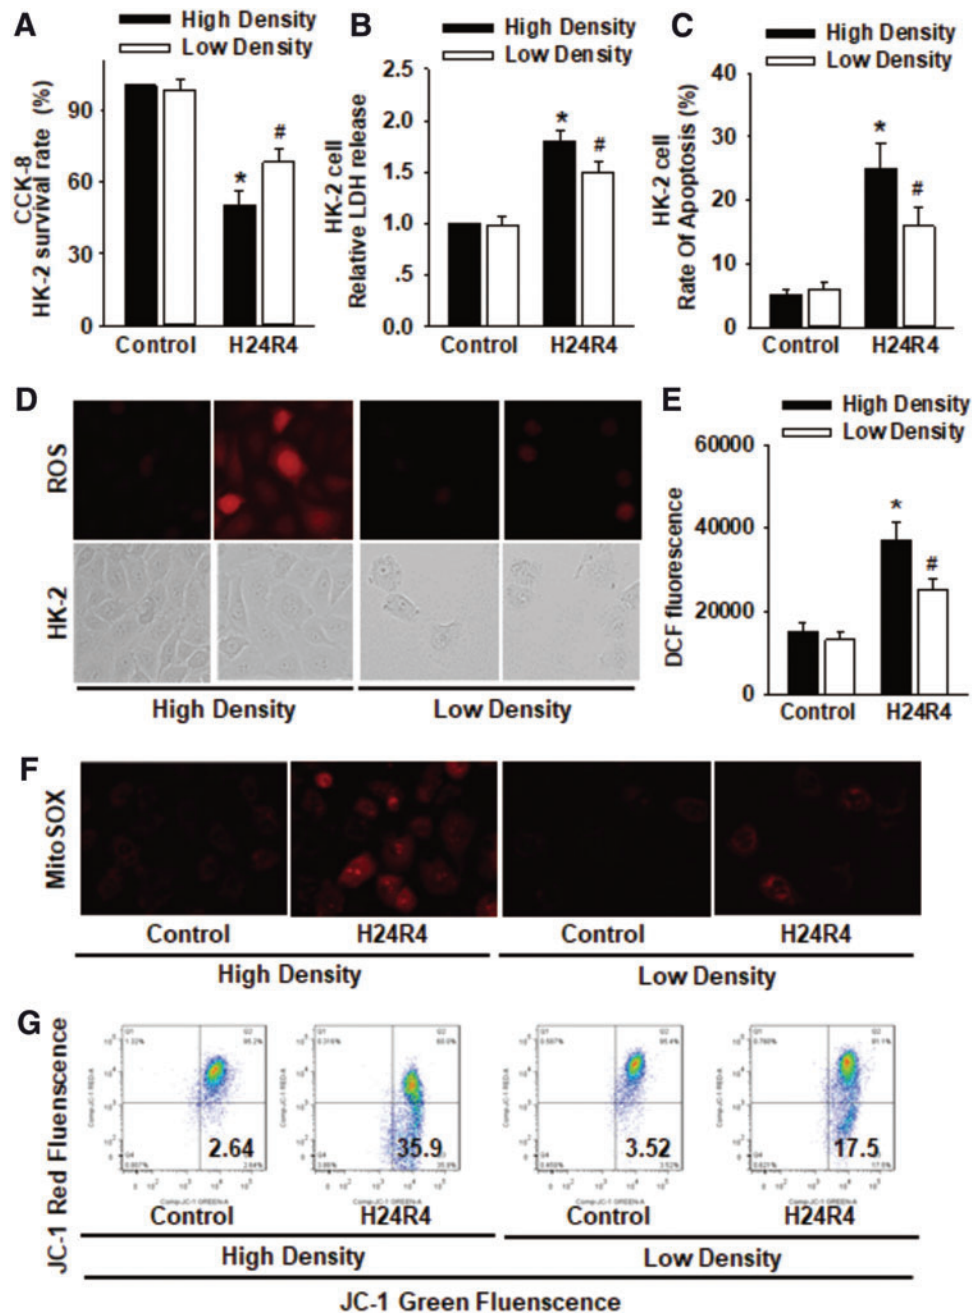 A
High Density
Low Density
CCK-8
HK-2 survival rate (%)
90
60
30
0
Control
H24R4
*
#
B
High Density
Low Density
HK-2 cell
Relative LDH release
2.5
2.0
1.5
1.0
.5
0.0
Control
H24R4
*
#
C
High Density
Low Density
HK-2 cell
Rate Of Apoptosis (%)
40
30
20
10
0
Control
H24R4
*
#
D
ROS
HK-2
High Density
Low Density
E
High Density
Low Density
DCF fluorescence
60000
40000
20000
0
Control
H24R4
*
#
F
MitoSOX
Control
H24R4
Control
H24R4
High Density
Low Density
G
JC-1 Red Fluenscence
2.64
35.9
3.52
17.5
Control
H24R4
Control
H24R4
High Density
Low Density
JC-1 Green Fluenscence